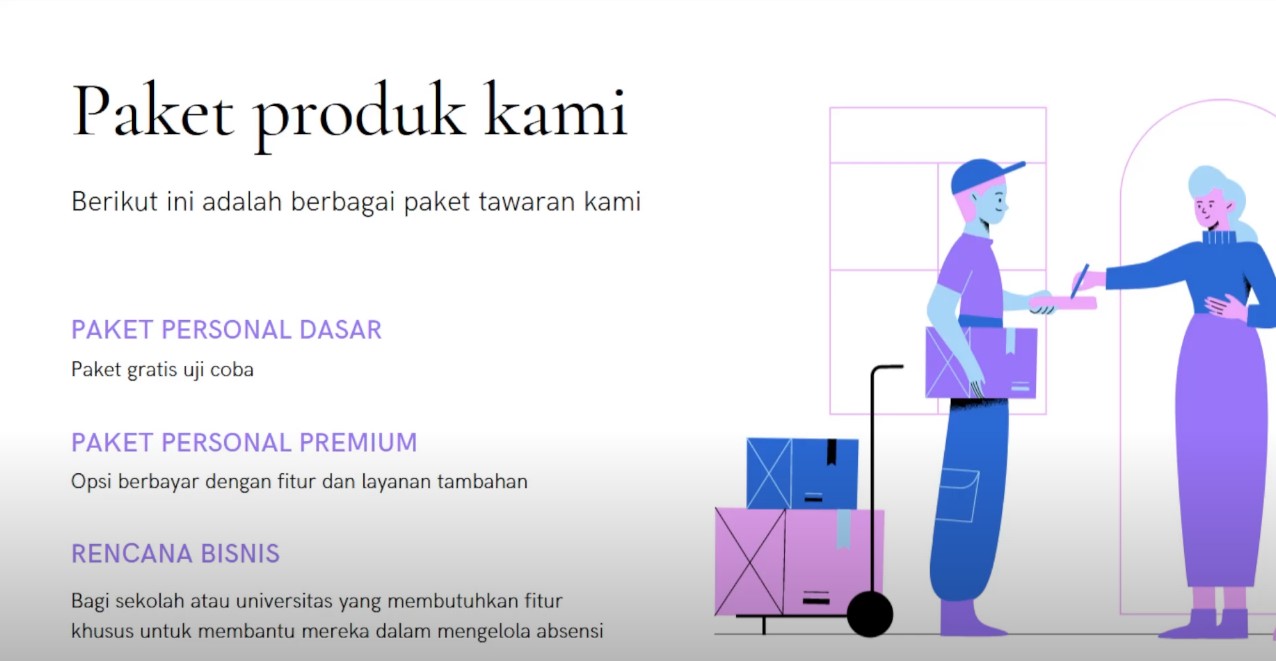 Paket produk kami
Berikut ini adalah berbagai paket tawaran kami
PAKET PERSONAL DASAR
Paket gratis uji coba
PAKET PERSONAL PREMIUM
Opsi berbayar dengan fitur dan layanan tambahan
RENCANA BISNIS
Bagi sekolah atau universitas yang membutuhkan fitur
khusus untuk membantu mereka dalam mengelola absensi